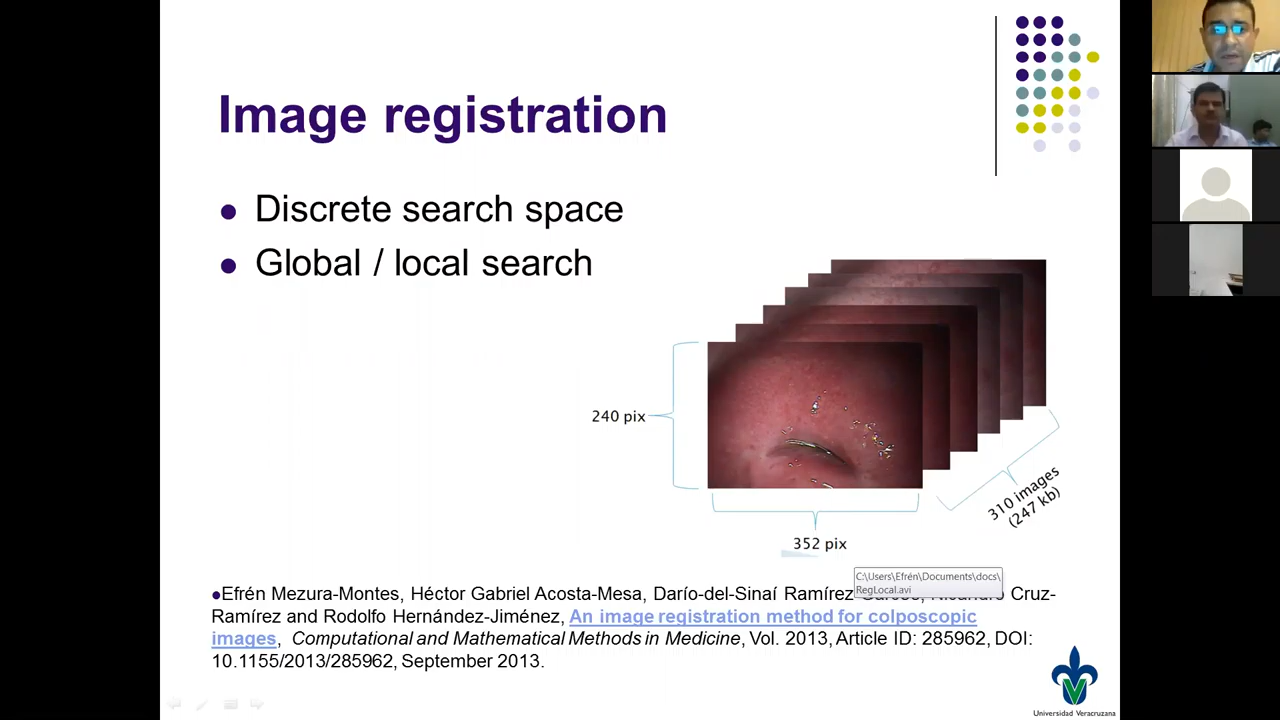 Image registration
Discrete search space
Global / local search
240 pix
310 images
(247 kb)
352 pix
C:\Users\Efrén\Documents\docs\
RegLocal.avi
Efrén Mezura-Montes, Héctor Gabriel Acosta-Mesa, Darío-del-Sinaí Ramírez Cruz-
Ramírez and Rodolfo Hernández-Jiménez, An image registration method for colposcopic
images, Computational and Mathematical Methods in Medicine, Vol. 2013, Article ID: 285962, DOI:
10.1155/2013/285962, September 2013.
Universidad Veracruzana